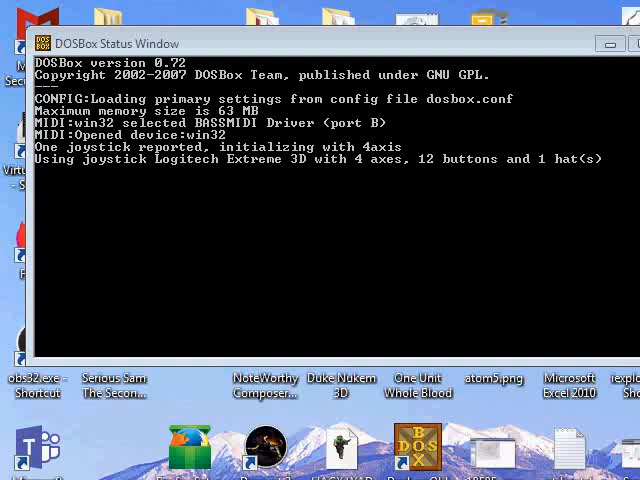 DOSBox Status Window
DOSBox version 0.72
Copyright 2002-2007 DOSBox Team, published under GNU GPL.
---
CONFIG:Loading primary settings from config file dosbox.conf
Maximum memory size is 63 MB
MIDI:win32 selected BASSMIDI Driver (port B)
MIDI:Opened device:win32
One joystick reported, initializing with 4axis
Using joystick Logitech Extreme 3D with 4 axes, 12 buttons and 1 hat(s)
obs32.exe - Shortcut
Serious Sam The Secon...
NoteWorthy Composer...
Duke Nukem 3D
One Unit Whole Blood
atom5.png
Microsoft Excel 2010
DOS
BOX